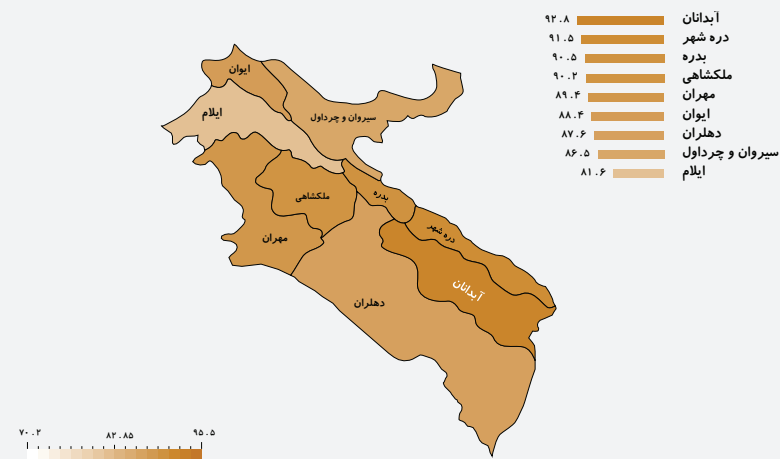 آبدانان ۹۲.۸
دره شهر ۹۱.۵
بدره ۹۰.۵
ملکشاهی ۹۰.۲
مهران ۸۹.۴
ایوان ۸۸.۴
دهلران ۸۷.۶
سیروان و چرداول ۸۶.۵
ایلام ۸۱.۶
ایوان
ایلام
سیروان و چرداول
ملکشاهی
بدره
مهران
دره شهر
آبدانان
دهلران
۷۰.۲ ۸۲.۸۵ ۹۵.۵